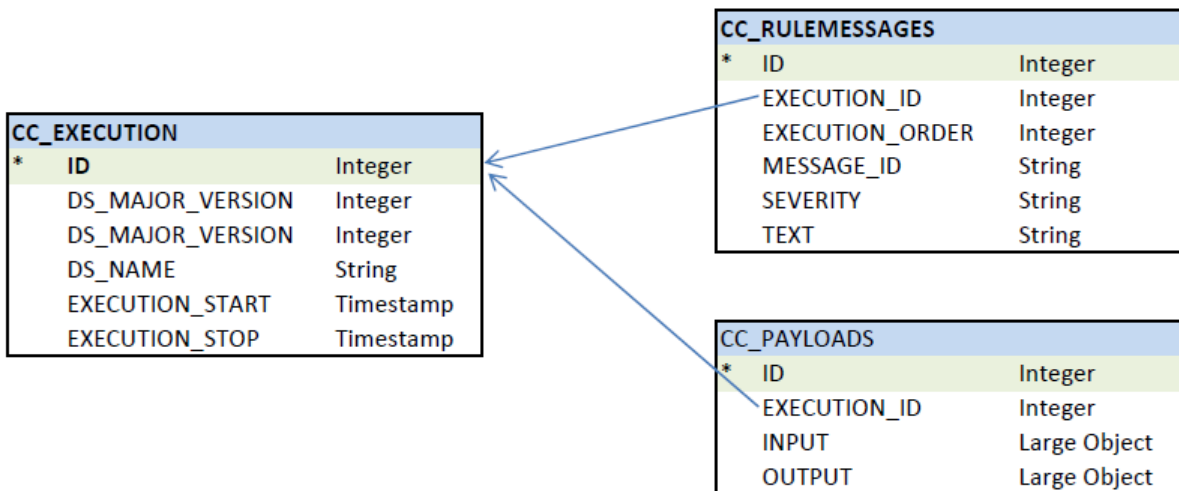 CC_EXECUTION
* ID Integer
DS_MAJOR_VERSION Integer
DS_MAJOR_VERSION Integer
DS_NAME String
EXECUTION_START Timestamp
EXECUTION_STOP Timestamp
CC_RULEMESSAGES
* ID Integer
EXECUTION_ID Integer
EXECUTION_ORDER Integer
MESSAGE_ID String
SEVERITY String
TEXT String
CC_PAYLOADS
* ID Integer
EXECUTION_ID Integer
INPUT Large Object
OUTPUT Large Object